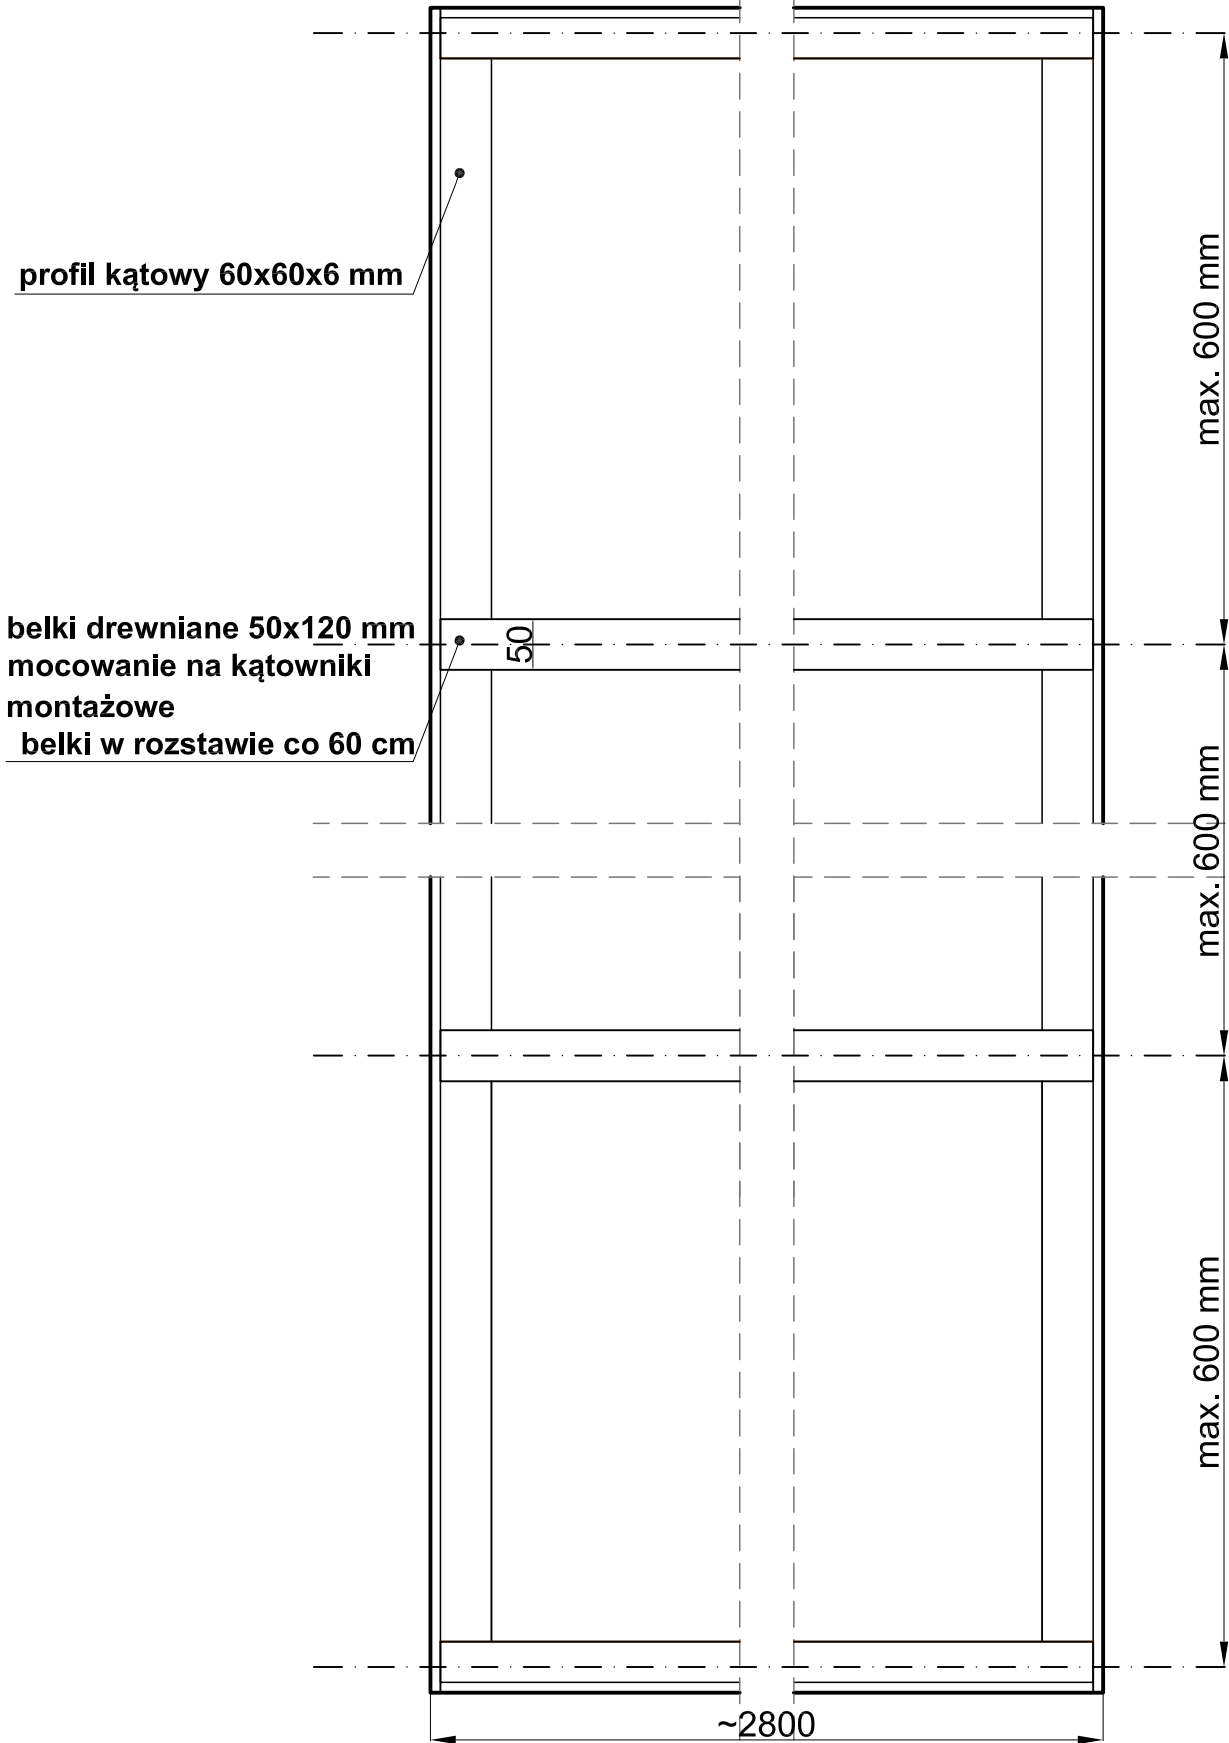 profil kątowy 60x60x6 mm
max. 600 mm
belki drewniane 50x120 mm
mocowanie na kątowniki
montażowe
belki w rozstawie co 60 cm
50
max. 600 mm
max. 600 mm
~2800